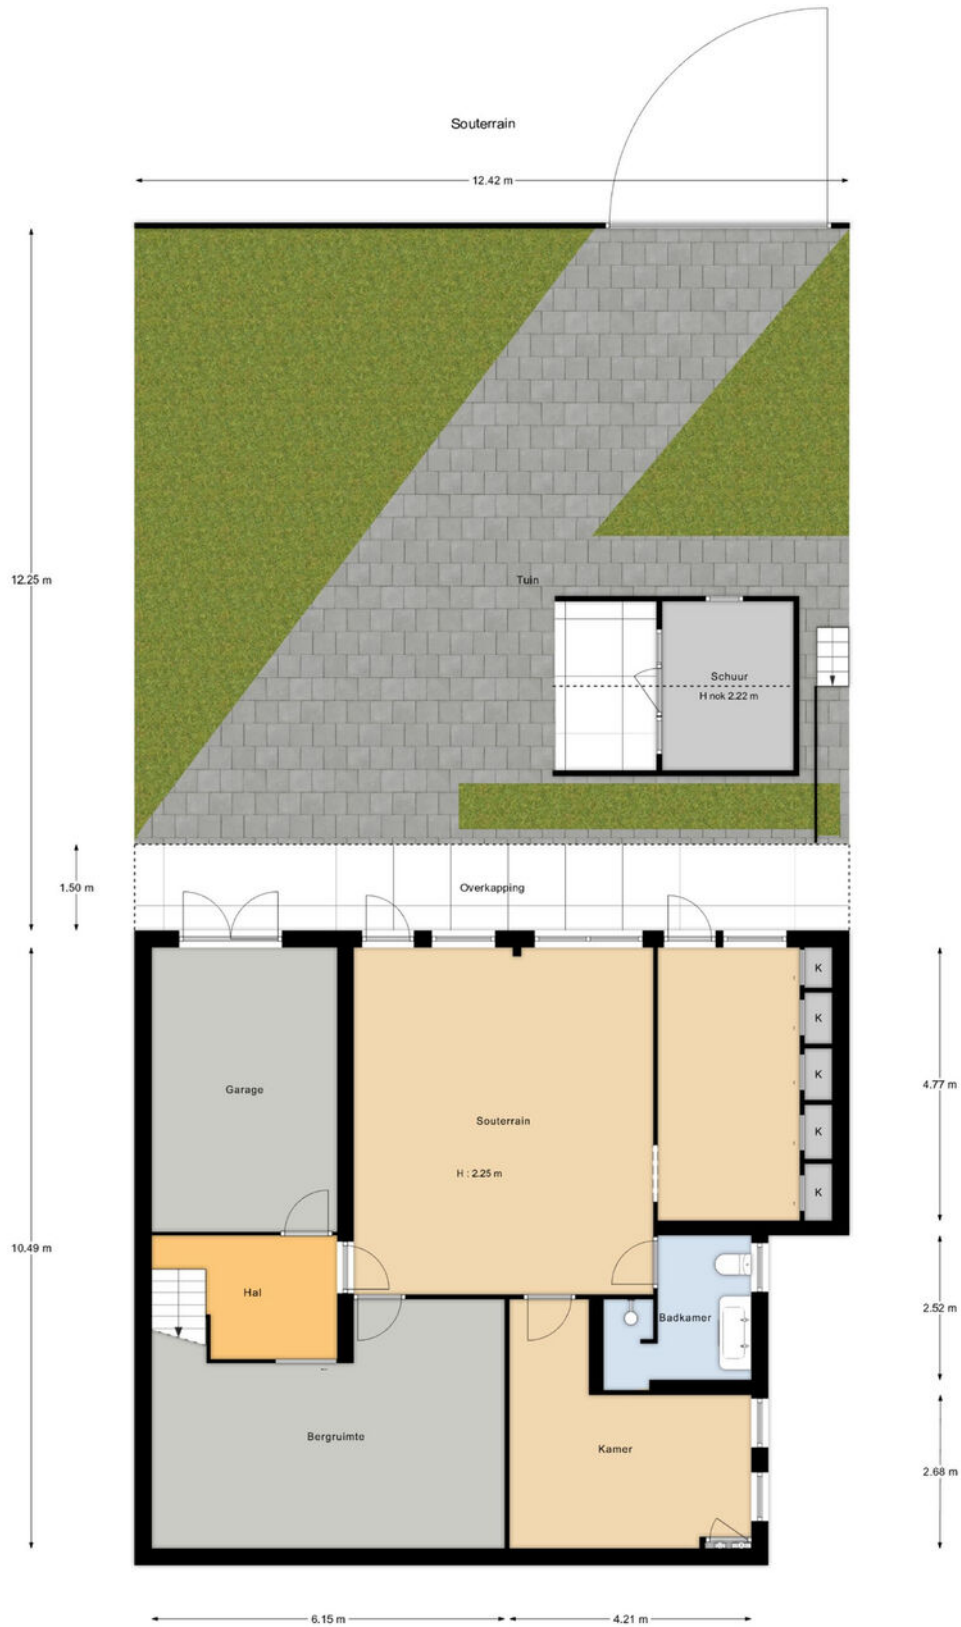 Souterrain
12.42 m
12.25 m
Tuin
Schuur
H nok 2.22 m
1.50 m
Overkapping
K
K
Garage
K
4.77 m
Souterrain
K
H : 2.25 m
K
10.49 m
Hal
Badkamer
2.52 m
Bergruimte
Kamer
2.68 m
6.15 m
4.21 m